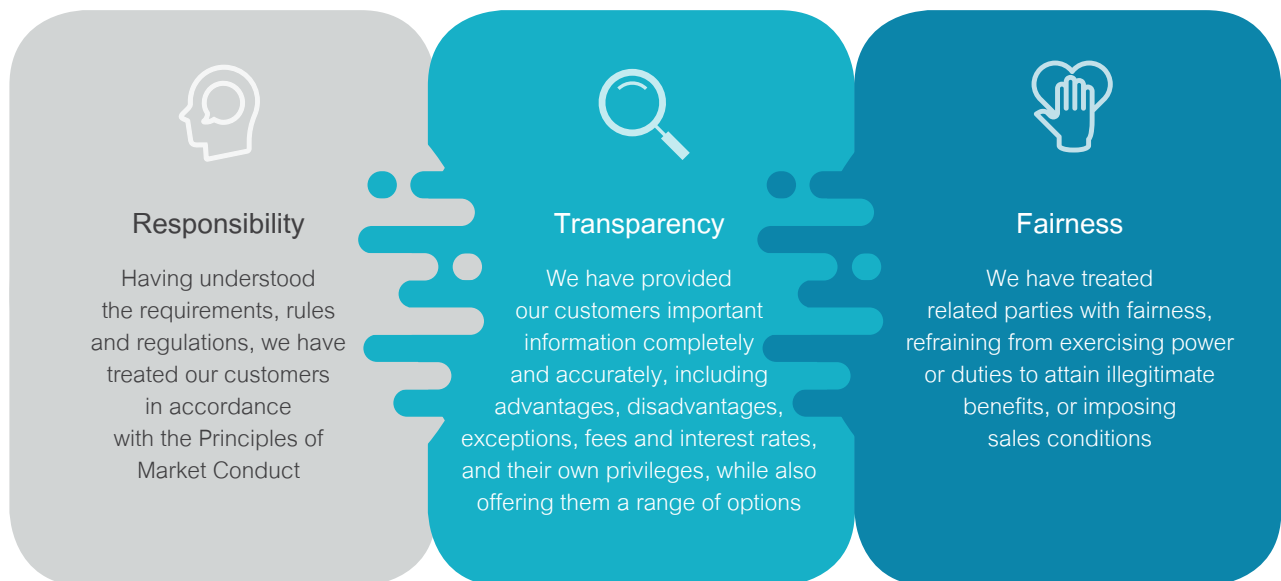 Responsibility
Having understood
the requirements, rules
and regulations, we have
treated our customers
in accordance
with the Principles of
Market Conduct
Transparency
We have provided
our customers important
information completely
and accurately, including
advantages, disadvantages,
exceptions, fees and interest rates,
and their own privileges, while also
offering them a range of options
Fairness
We have treated
related parties with fairness,
refraining from exercising power
or duties to attain illegitimate
benefits, or imposing
sales conditions